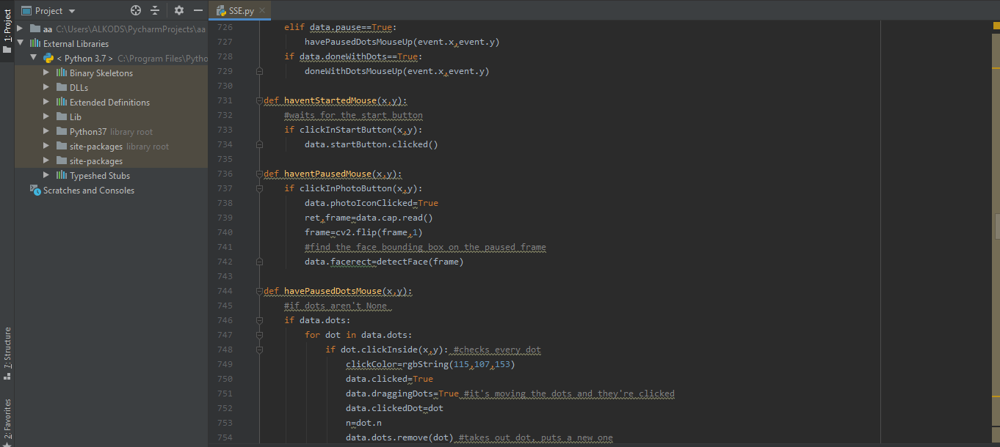 1: Project
7: Structure
2: Favorites
Project
SSE.py
aa C:\Users\ALKODS\PycharmProjects\aa
External Libraries
< Python 3.7 > C:\Program Files\Pytho
Binary Skeletons
DLLs
Extended Definitions
Lib
Python37 library root
site-packages library root
site-packages
Typeshed Stubs
Scratches and Consoles
726 elif data.pause==True:
727 havePausedDotsMouseUp(event.x,event.y)
728 if data.doneWithDots==True:
729 doneWithDotsMouseUp(event.x,event.y)
730
731 def haventStartedMouse(x,y):
732 #waits for the start button
733 if clickInStartButton(x,y):
734 data.startButton.clicked()
735
736 def haventPausedMouse(x,y):
737 if clickInPhotoButton(x,y):
738 data.photoIconClicked=True
739 ret,frame=data.cap.read()
740 frame=cv2.flip(frame,1)
741 #find the face bounding box on the paused frame
742 data.facerect=detectFace(frame)
743
744 def havePausedDotsMouse(x,y):
745 #if dots aren't None
746 if data.dots:
747 for dot in data.dots:
748 if dot.clickInside(x,y): #checks every dot
749 clickColor=rgbString(115,107,153)
750 data.clicked=True
751 data.draggingDots=True #it's moving the dots and they're clicked
752 data.clickedDot=dot
753 n=dot.n
754 data.dots.remove(dot) #takes out dot, puts a new one